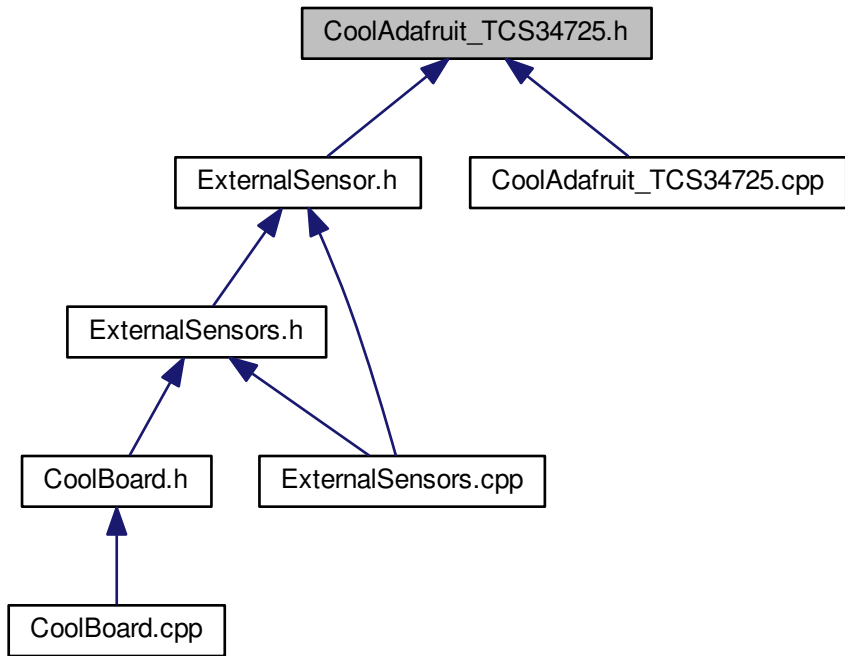 CoolAdafruit_TCS34725.h
ExternalSensor.h
CoolAdafruit_TCS34725.cpp
ExternalSensors.h
CoolBoard.h
ExternalSensors.cpp
CoolBoard.cpp